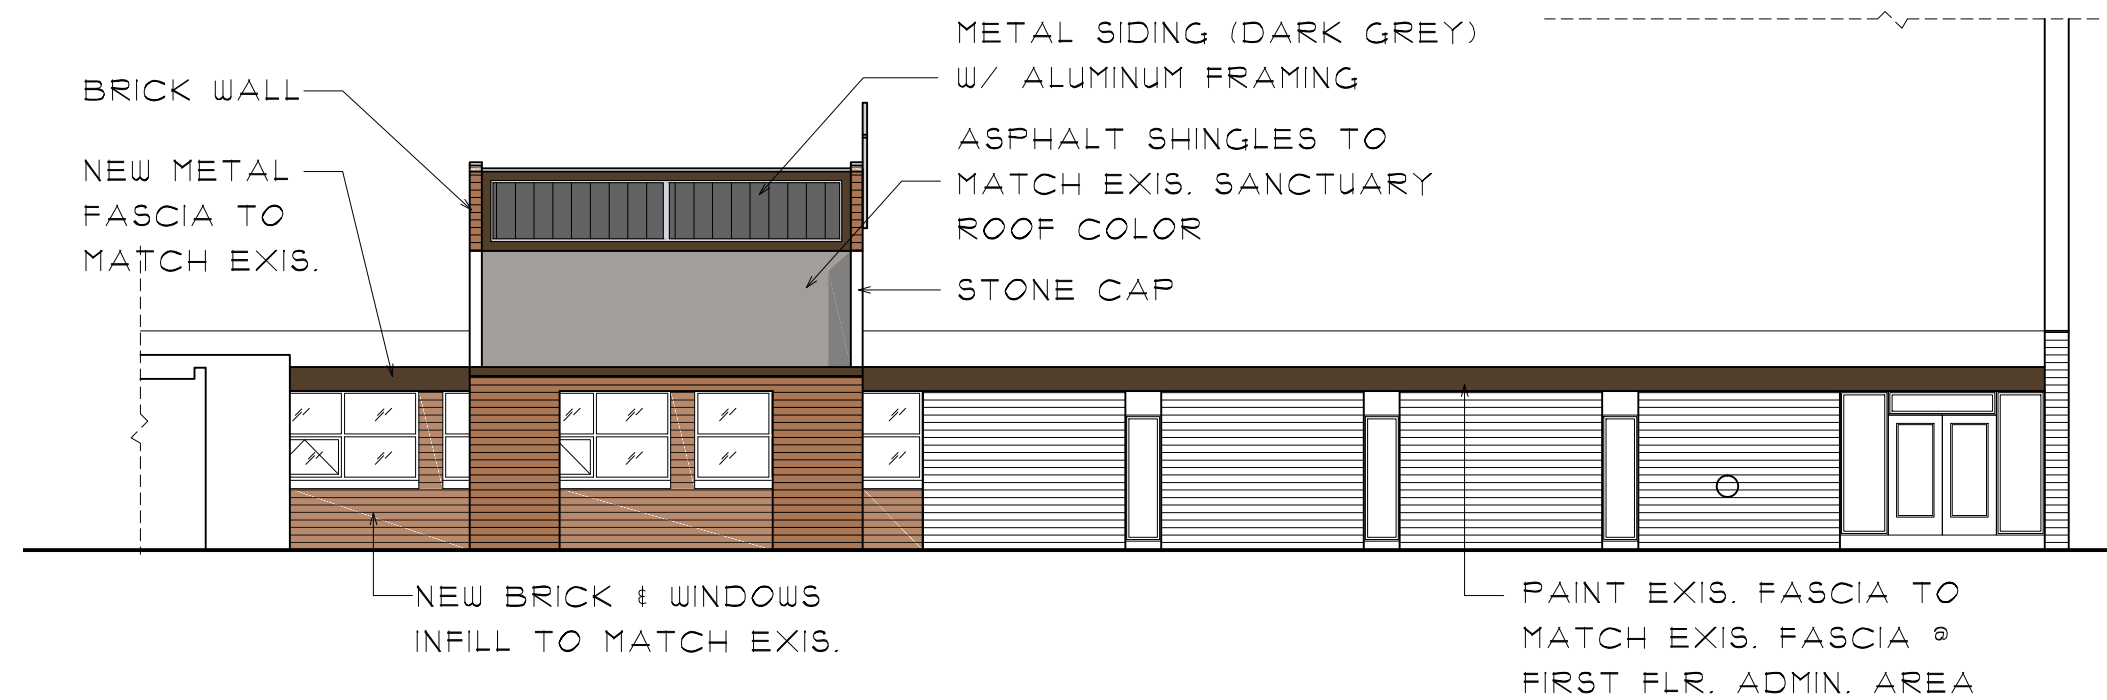 BRICK WALL
NEW METAL
FASCIA TO
MATCH EXIS.
METAL SIDING (DARK GREY)
W/ ALUMINUM FRAMING
ASPHALT SHINGLES TO
MATCH EXIS. SANCTUARY
ROOF COLOR
STONE CAP
NEW BRICK & WINDOWS
INFILL TO MATCH EXIS.
PAINT EXIS. FASCIA TO
MATCH EXIS. FASCIA @
FIRST FLR. ADMIN. AREA